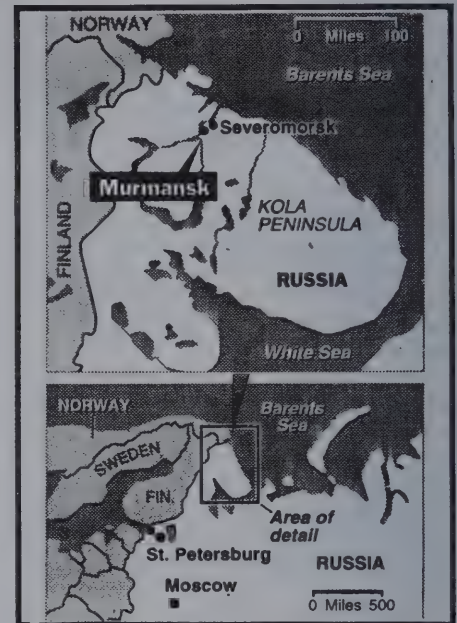 NORWAY
0 Miles 100
Barents Sea
Severomorsk
Murmansk
KOLA
PENINSULA
FINLAND
RUSSIA
White Sea
NORWAY
Barents
Sea
SWEDEN
FIN.
Area of
detail
St. Petersburg
RUSSIA
Moscow
0 Miles 500